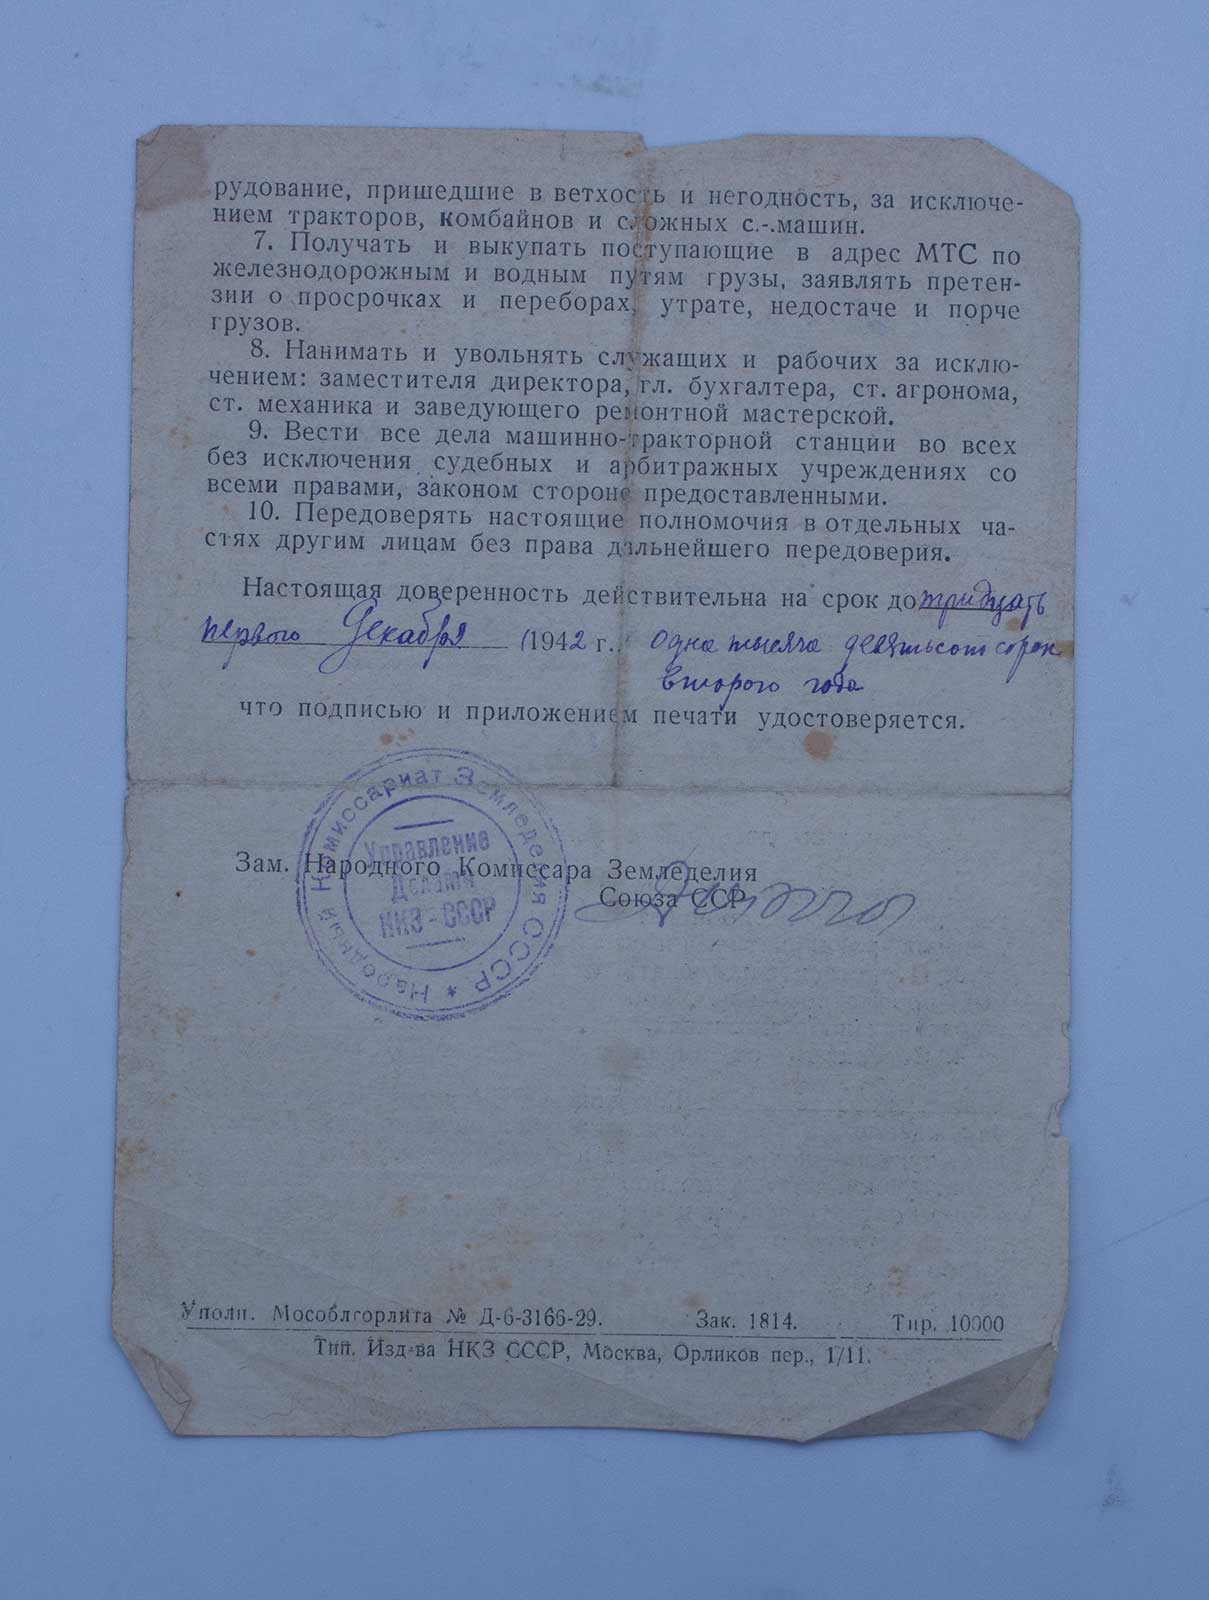 рудование, пришедшие в ветхость и негодность, за исключе-
нием тракторов, комбайнов и сложных с.-.машин.
7. Получать и выкупать поступающие в адрес МТС по
железнодорожным и водным путям грузы, заявлять претен-
зии о просрочках и переборах, утрате, недостаче и порче
грузов.
8. Нанимать и увольнять служащих и рабочих за исклю-
чением: заместителя директора, гл. бухгалтера, ст. агронома,
ст. механика и заведующего ремонтной мастерской.
9. Вести все дела машинно-тракторной станции во всех
без исключения судебных и арбитражных учреждениях со
всеми правами, законом стороне предоставленными.
10. Передоверять настоящие полномочия в отдельных ча-
стях другим лицам без права дальнейшего передоверия.
Настоящая доверенность действительна на срок до тридцать
первого Декабря 1942 г. одна тысяча девятьсот сорок
второго года
что подписью и приложением печати удостоверяется.
Народный Комиссариат Земледелия СССР *
Управление
Делами
НКЗ-СССР
Зам. Народного Комиссара Земледелия
Союза ССР
Уполн. Мособлгорлита № Д-6-3166-29. Зак. 1814. Тир. 10000
Тип. Изд-ва НКЗ СССР, Москва, Орликов пер., 1/11.